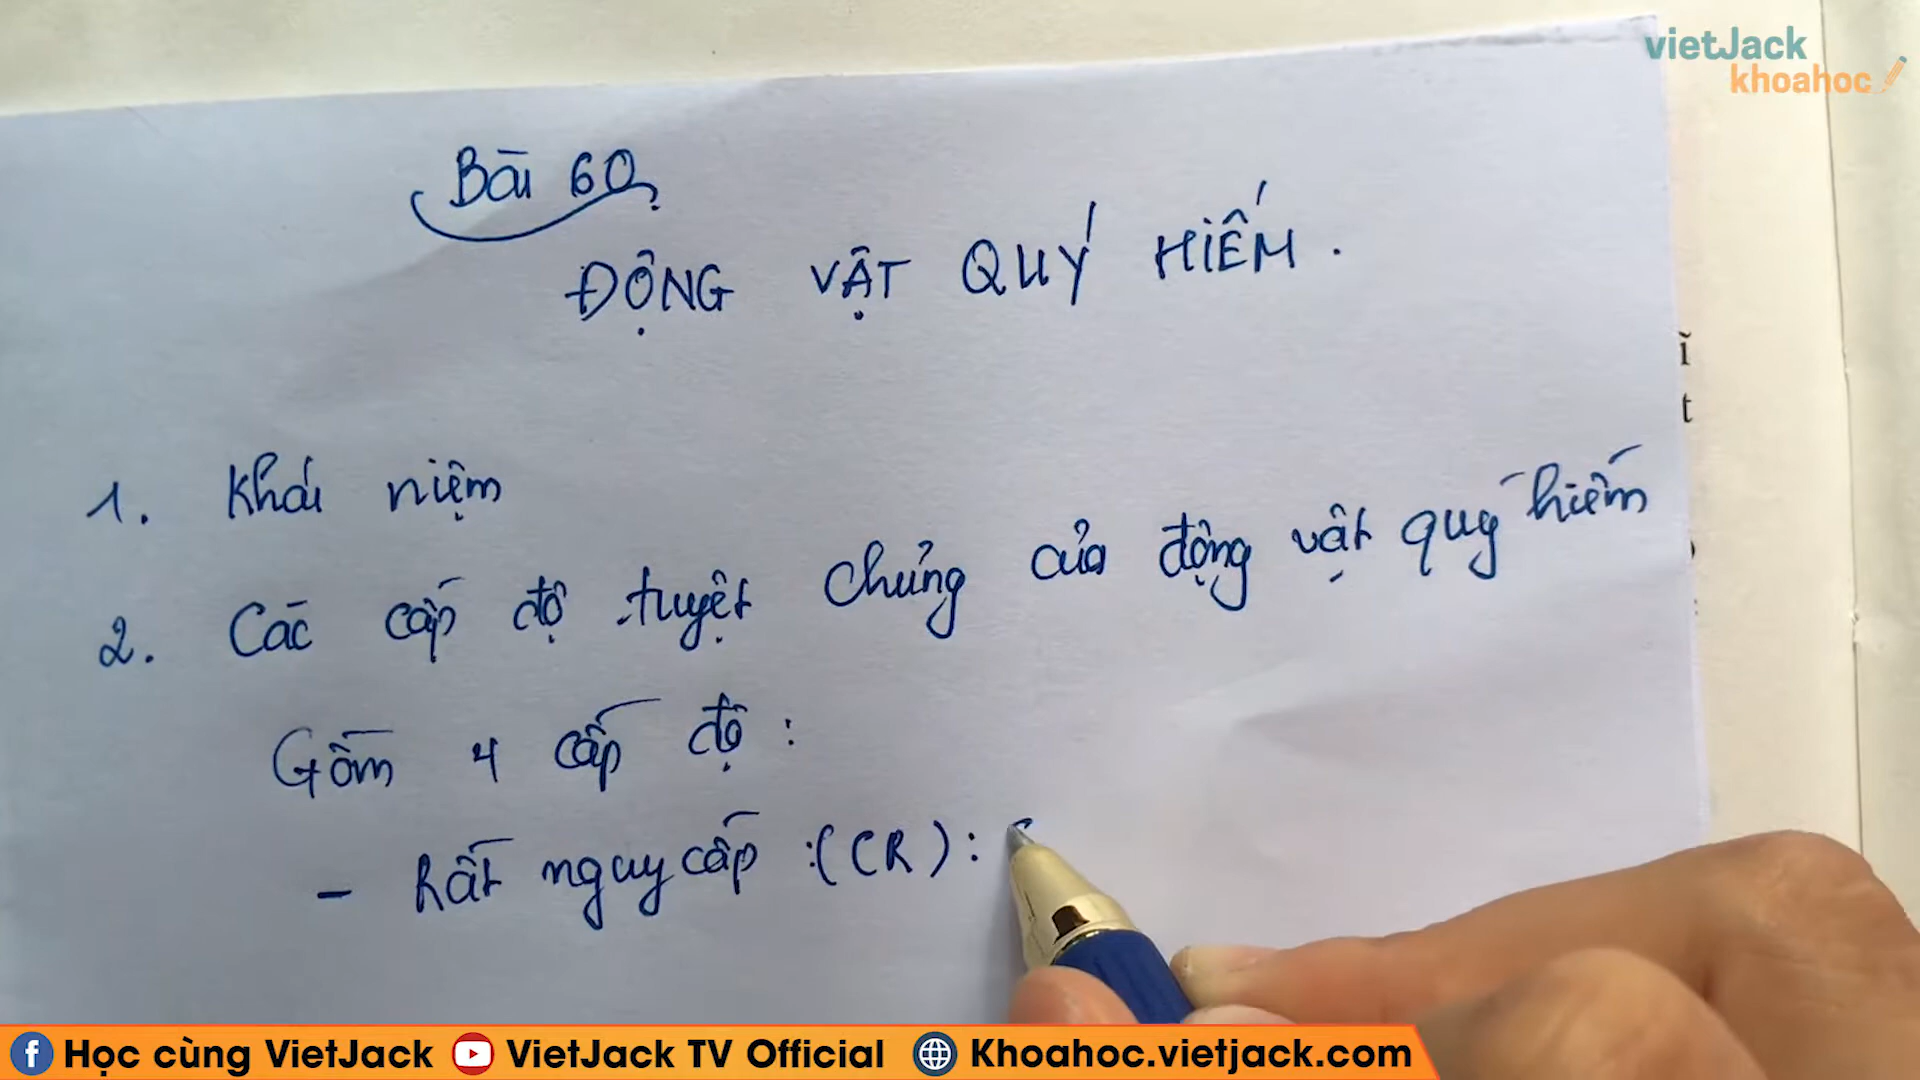 vietJack
khoahoc
Bài 60
ĐỘNG VẬT QUÝ HIẾM.
ĩ
t
1. Khái niệm
2. Các cấp độ tuyệt chủng của động vật quý hiếm
Gồm 4 cấp độ:
- Rất nguy cấp :(CR):
Học cùng VietJack VietJack TV Official Khoahoc.vietjack.com